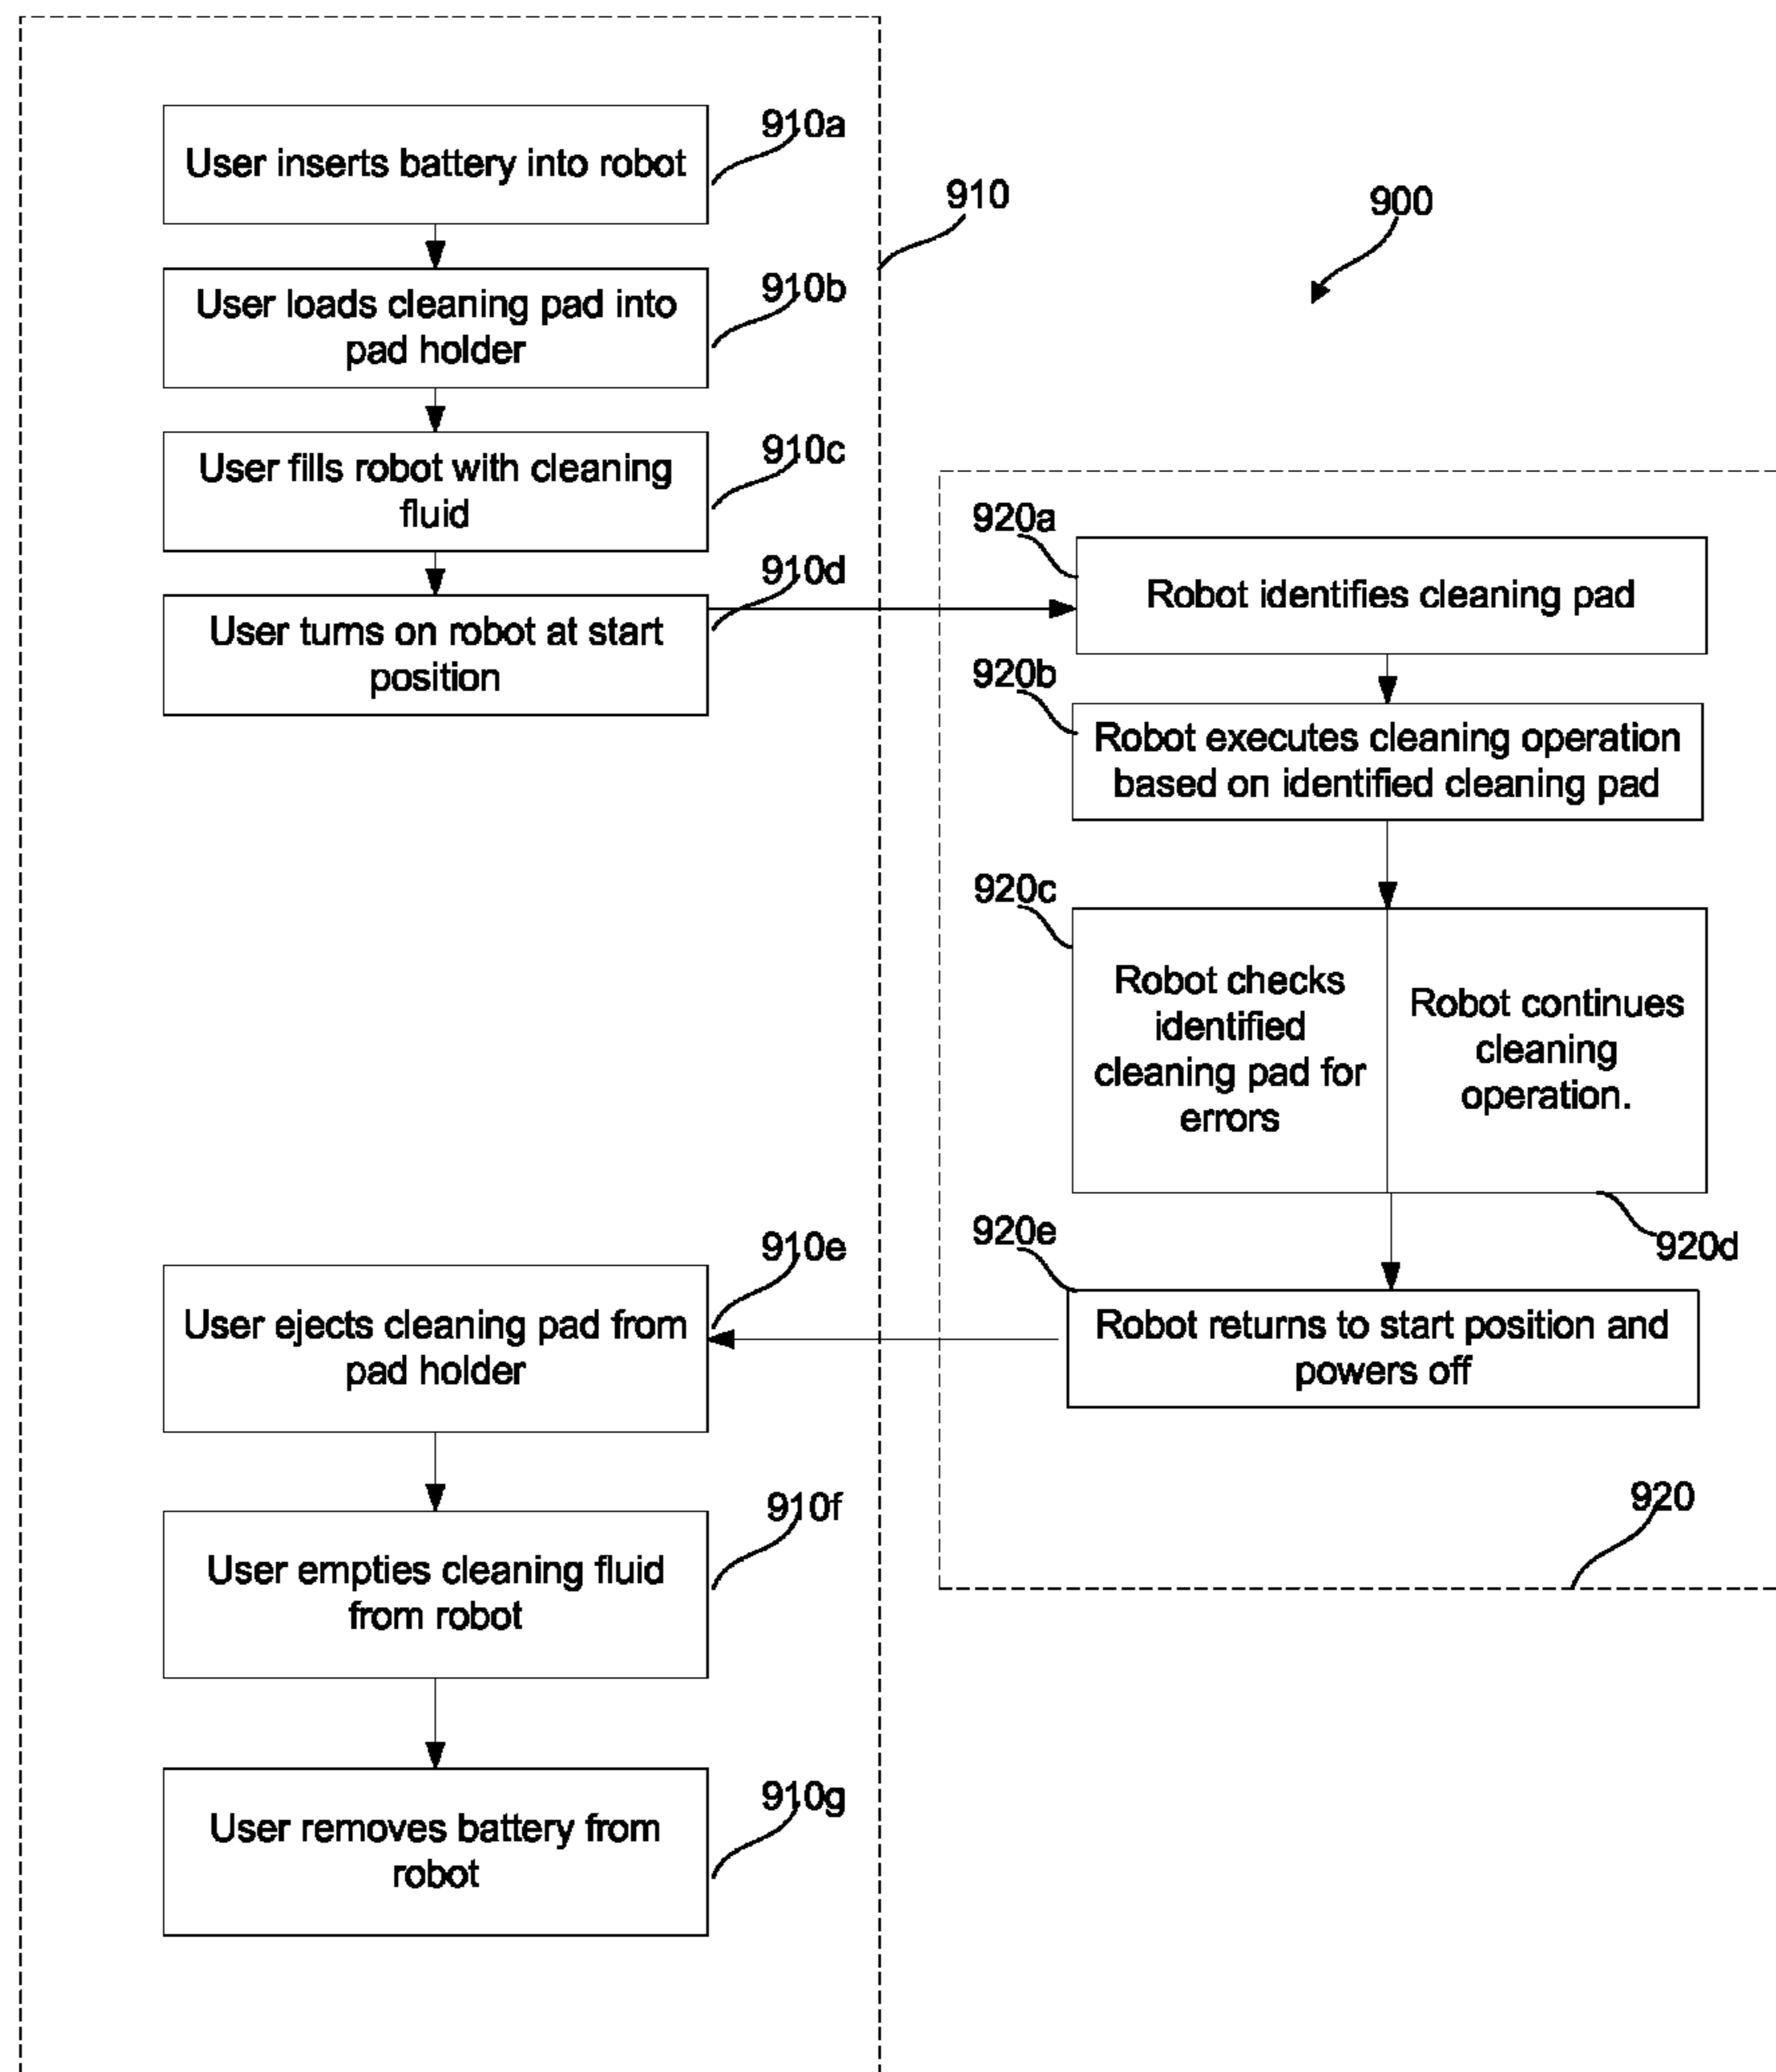 910a
User inserts battery into robot
910
900
910b
User loads cleaning pad into
pad holder
910c
User fills robot with cleaning
fluid
910d
User turns on robot at start
position
920a
Robot identifies cleaning pad
920b
Robot executes cleaning operation
based on identified cleaning pad
920c
Robot checks
identified
cleaning pad for
errors
Robot continues
cleaning
operation.
920d
920e
Robot returns to start position and
powers off
910e
User ejects cleaning pad from
pad holder
920
910f
User empties cleaning fluid
from robot
910g
User removes battery from
robot